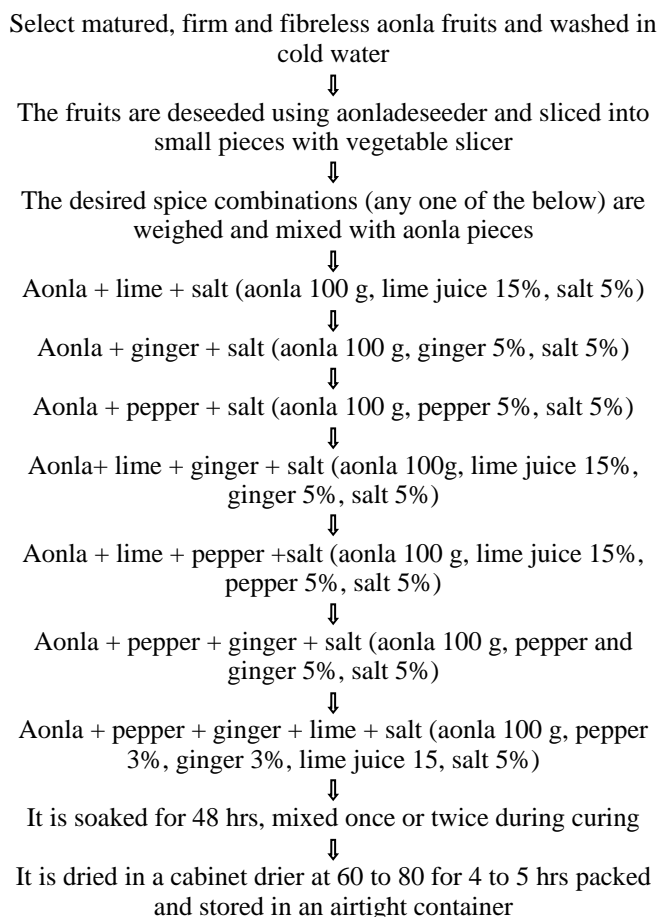 Select matured, firm and fibreless aonla fruits and washed in
cold water
⇓
The fruits are deseeded using aonladeseeder and sliced into
small pieces with vegetable slicer
⇓
The desired spice combinations (any one of the below) are
weighed and mixed with aonla pieces
⇓
Aonla + lime + salt (aonla 100 g, lime juice 15%, salt 5%)
⇓
Aonla + ginger + salt (aonla 100 g, ginger 5%, salt 5%)
⇓
Aonla + pepper + salt (aonla 100 g, pepper 5%, salt 5%)
⇓
Aonla+ lime + ginger + salt (aonla 100g, lime juice 15%,
ginger 5%, salt 5%)
⇓
Aonla + lime + pepper +salt (aonla 100 g, lime juice 15%,
pepper 5%, salt 5%)
⇓
Aonla + pepper + ginger + salt (aonla 100 g, pepper and
ginger 5%, salt 5%)
⇓
Aonla + pepper + ginger + lime + salt (aonla 100 g, pepper
3%, ginger 3%, lime juice 15, salt 5%)
⇓
It is soaked for 48 hrs, mixed once or twice during curing
⇓
It is dried in a cabinet drier at 60 to 80 for 4 to 5 hrs packed
and stored in an airtight container